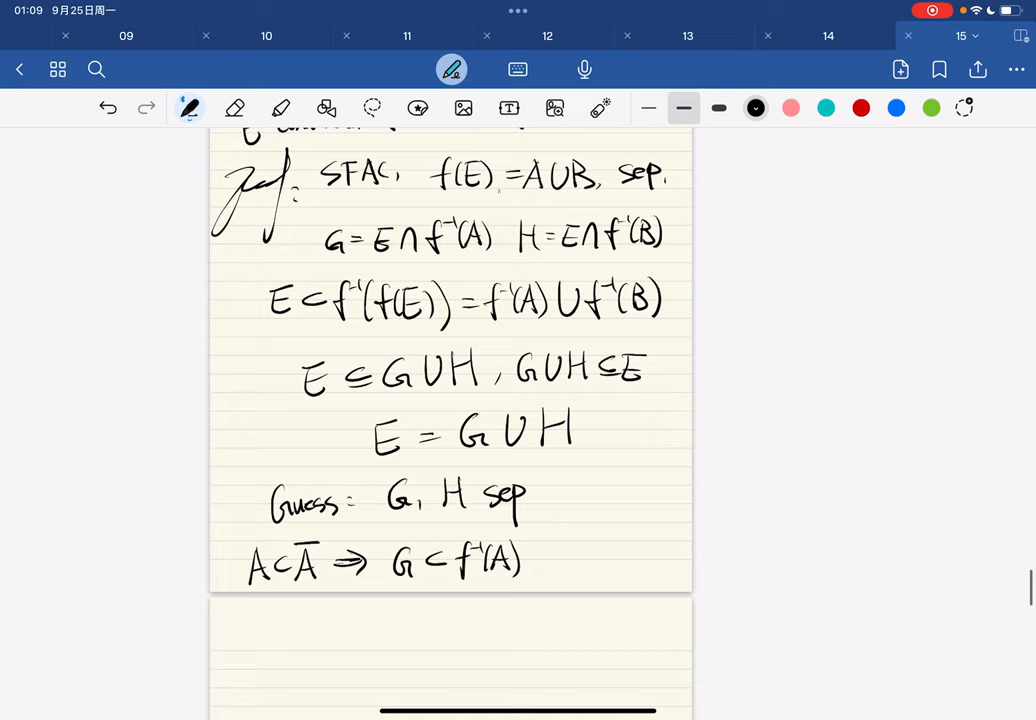 01:09 9月25日周一
09 10 11 12 13 14 15
proof: SFAC, f(E) = A∪B, sep.
G = E∩f⁻¹(A) H = E∩f⁻¹(B)
E ⊂ f⁻¹(f(E)) = f⁻¹(A) ∪ f⁻¹(B)
E ⊆ G∪H, G∪H ⊆ E
E = G∪H
Guess: G, H sep
A⊂A̅ ⇒ G ⊂ f⁻¹(A)